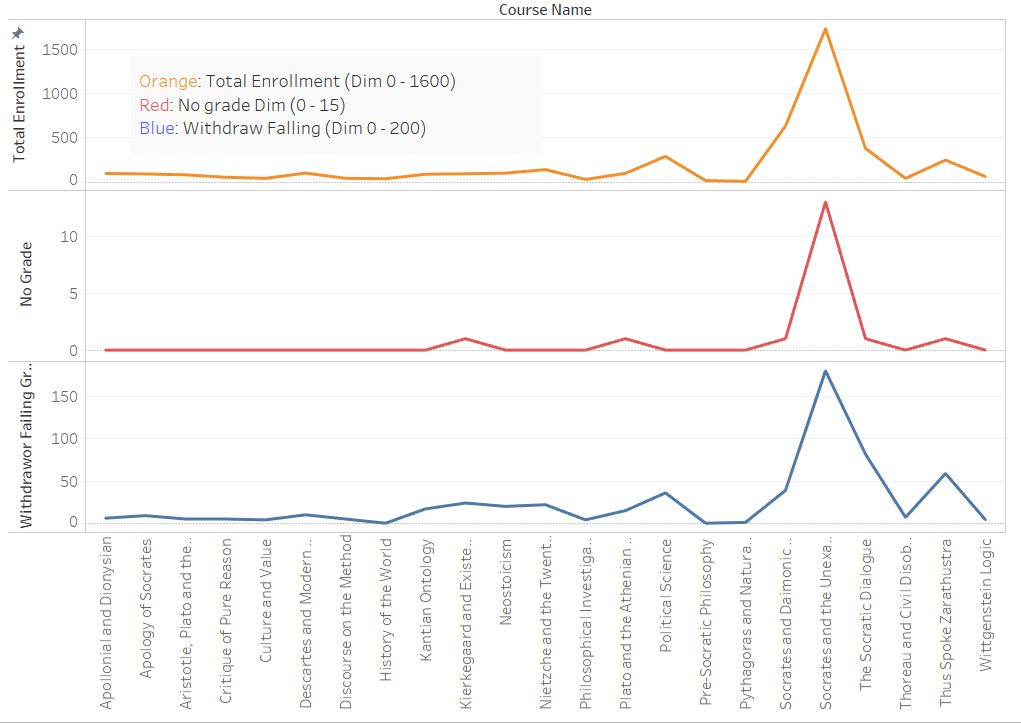 Course Name
Total Enrollment
1500
1000
500
0
Orange: Total Enrollment (Dim 0 - 1600)
Red: No grade Dim (0 - 15)
Blue: Withdraw Falling (Dim 0 - 200)
No Grade
10
5
0
Withdrawor Failing Gr..
150
100
50
0
Apollonial and Dionysian
Apology of Socrates
Aristotle, Plato and the..
Critique of Pure Reason
Culture and Value
Descartes and Modern ..
Discourse on the Method
History of the World
Kantian Ontology
Kierkegaard and Existe..
Neostoicism
Nietzche and the Twent..
Philosophical Investiga..
Plato and the Athenian ..
Political Science
Pre-Socratic Philosophy
Pythagoras and Natura..
Socrates and Daimonic ..
Socrates and the Unexa..
The Socratic Dialogue
Thoreau and Civil Disob..
Thus Spoke Zarathustra
Wittgenstein Logic